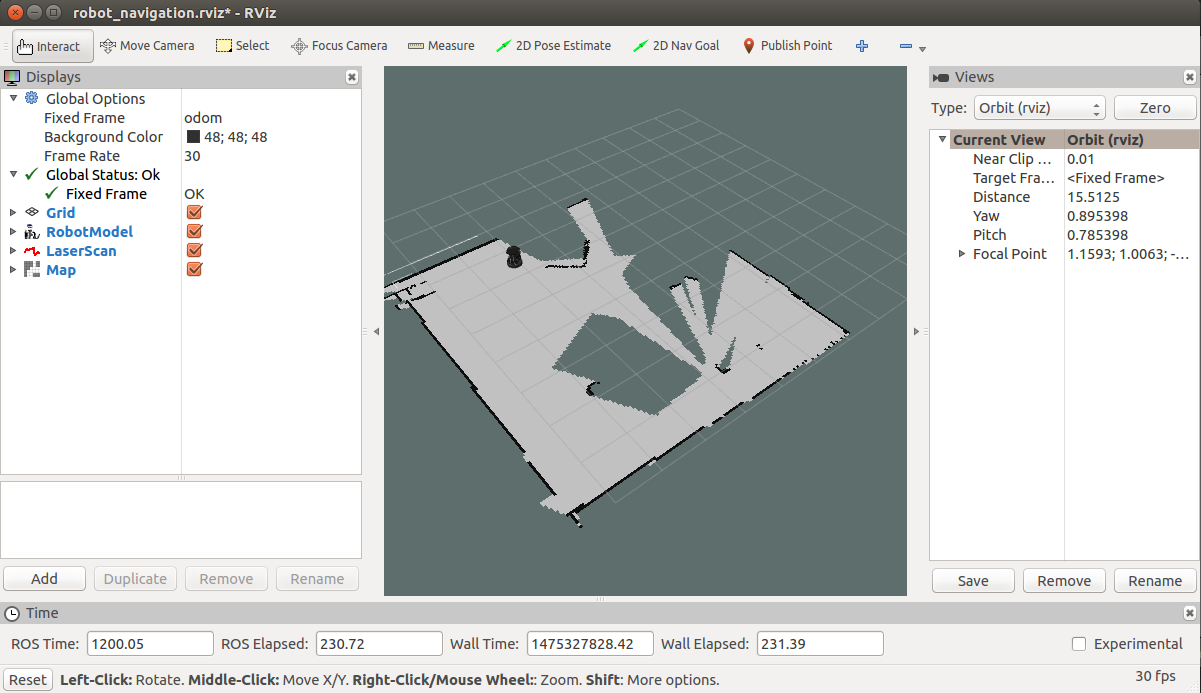 robot_navigation.rviz* - RViz
Interact Move Camera Select Focus Camera Measure 2D Pose Estimate 2D Nav Goal Publish Point
Displays
Global Options
Fixed Frame odom
Background Color 48; 48; 48
Frame Rate 30
Global Status: Ok
Fixed Frame OK
Grid
RobotModel
LaserScan
Map
Add Duplicate Remove Rename
Views
Type: Orbit (rviz) Zero
Current View Orbit (rviz)
Near Clip ... 0.01
Target Fra... <Fixed Frame>
Distance 15.5125
Yaw 0.895398
Pitch 0.785398
Focal Point 1.1593; 1.0063; -...
Save Remove Rename
Time
ROS Time: 1200.05 ROS Elapsed: 230.72 Wall Time: 1475327828.42 Wall Elapsed: 231.39 Experimental
Reset Left-Click: Rotate. Middle-Click: Move X/Y. Right-Click/Mouse Wheel:: Zoom. Shift: More options. 30 fps